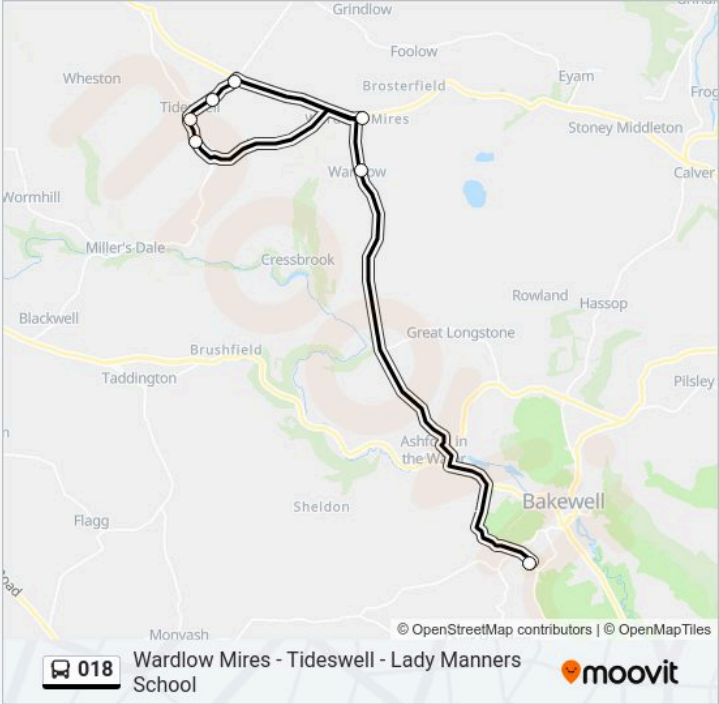 Grindlow
Foolow
Wheston
Eyam
Brosterfield
Mires
Stoney Middleton
Calver
Wormhill
Miller's Dale
Cressbrook
Rowland
Hassop
Blackwell
Great Longstone
Brushfield
Taddington
Pilsley
Ashford in
the Water
Sheldon
Bakewell
Flagg
Monyash
© OpenStreetMap contributors | © OpenMapTiles
018
Wardlow Mires - Tideswell - Lady Manners
School
moovit